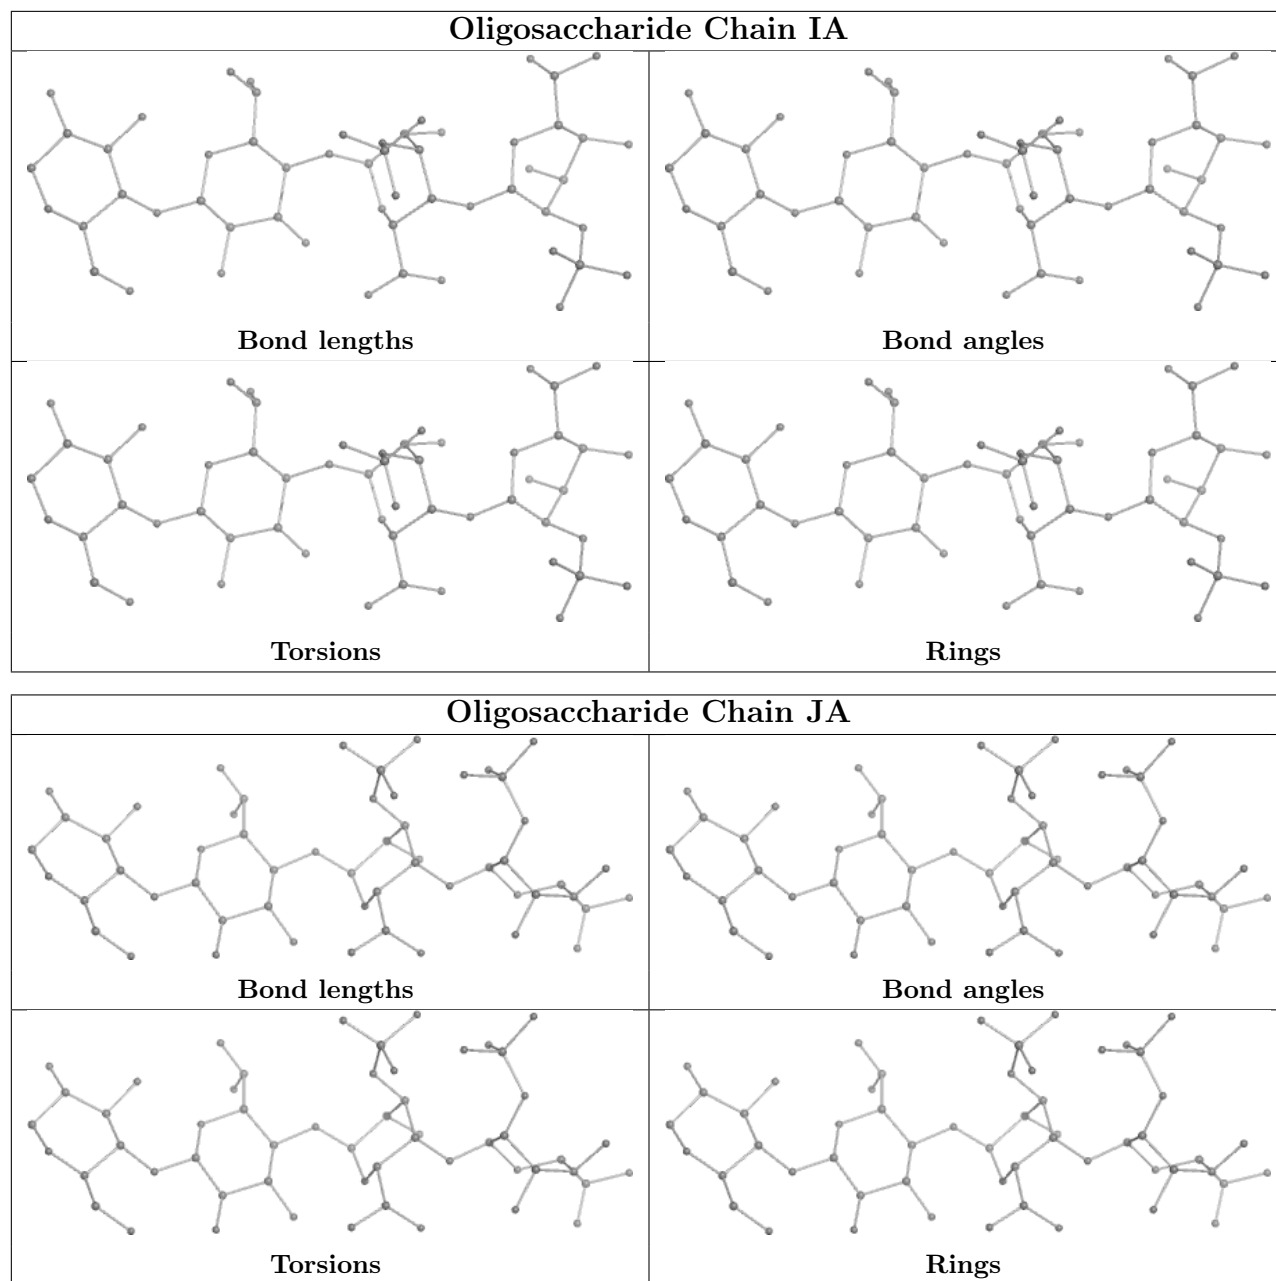 Oligosaccharide Chain IA
Bond lengths
Bond angles
Torsions
Rings
Oligosaccharide Chain JA
Bond lengths
Bond angles
Torsions
Rings